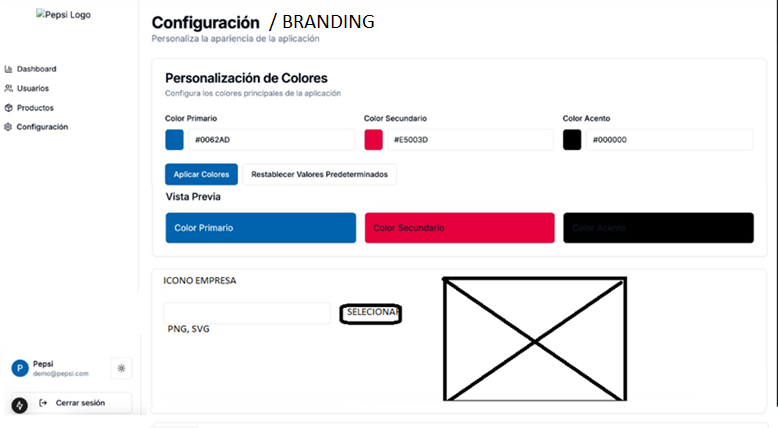 Pepsi Logo
Dashboard
Usuarios
Productos
Configuración
Pepsi
P
demo@pepsi.com
Cerrar sesión
Configuración / BRANDING
Personaliza la apariencia de la aplicación
Personalización de Colores
Configura los colores principales de la aplicación
Color Primario Color Secundario Color Acento
#0062AD #E5003D #000000
Aplicar Colores Restablecer Valores Predeterminados
Vista Previa
Color Primario Color Secundario Color Acento
ICONO EMPRESA
SELECIONAR
PNG, SVG